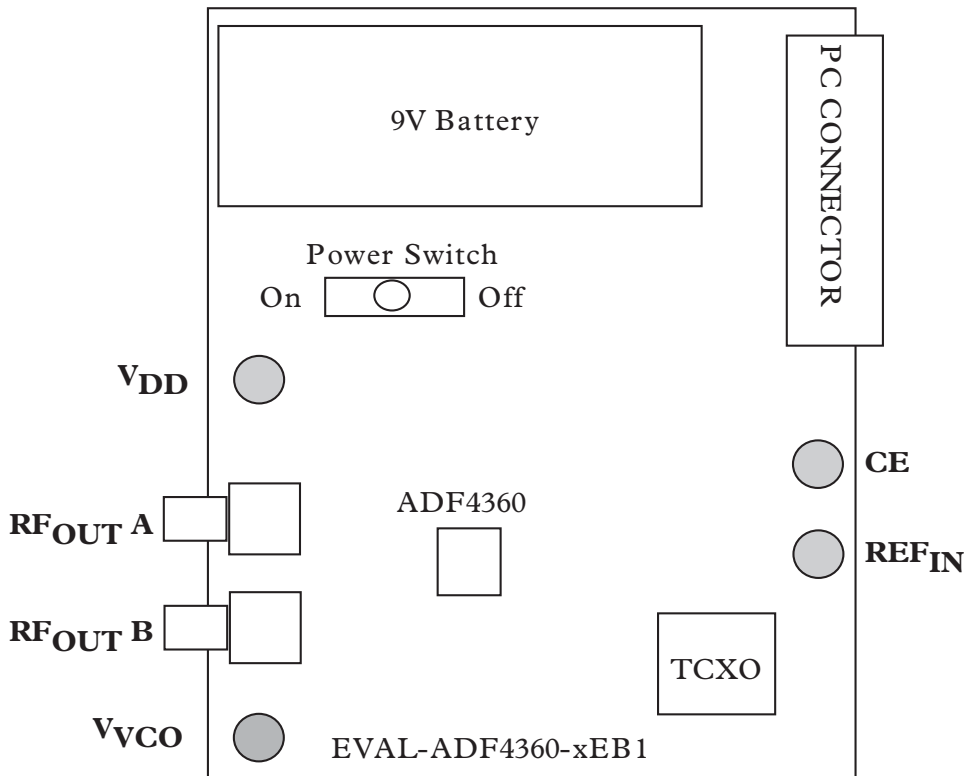 9V Battery
PC CONNECTOR
Power Switch
On Off
VDD
CE
RFOUT A
ADF4360
REFIN
RFOUT B
TCXO
VVCO
EVAL-ADF4360-xEB1